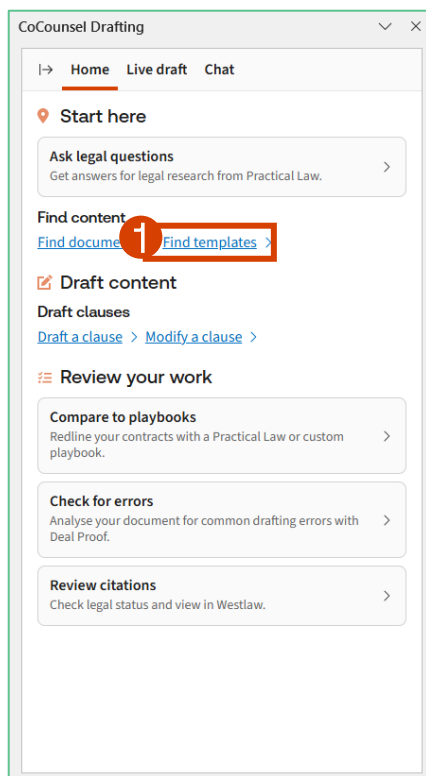 CoCounsel Drafting
Home Live draft Chat
Start here
Ask legal questions
Get answers for legal research from Practical Law.
Find content
Find docume 1 Find templates
Draft content
Draft clauses
Draft a clause Modify a clause
Review your work
Compare to playbooks
Redline your contracts with a Practical Law or custom
playbook.
Check for errors
Analyse your document for common drafting errors with
Deal Proof.
Review citations
Check legal status and view in Westlaw.